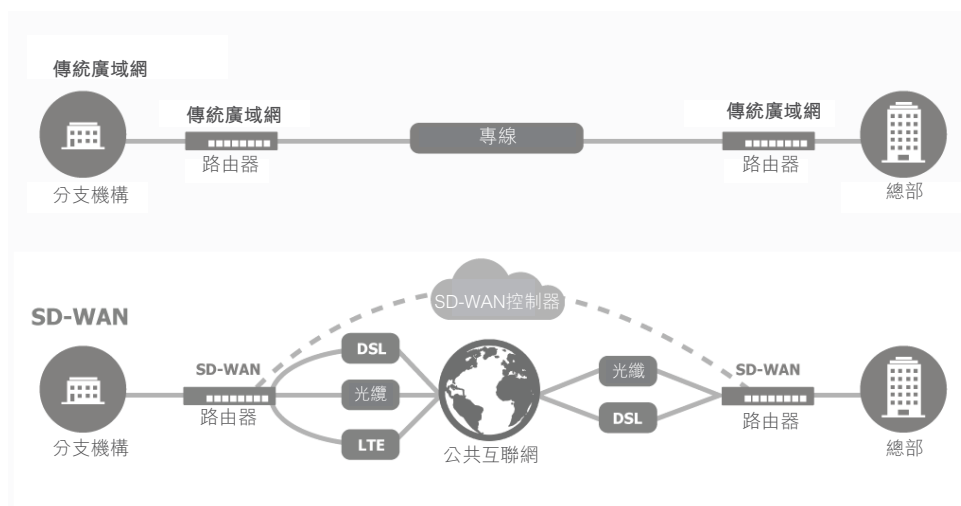 傳統廣域網
傳統廣域網
傳統廣域網
專線
路由器
路由器
分支機構
總部
SD-WAN控制器
SD-WAN
DSL
SD-WAN
光纖
SD-WAN
光纜
路由器
DSL
路由器
LTE
分支機構
公共互聯網
總部